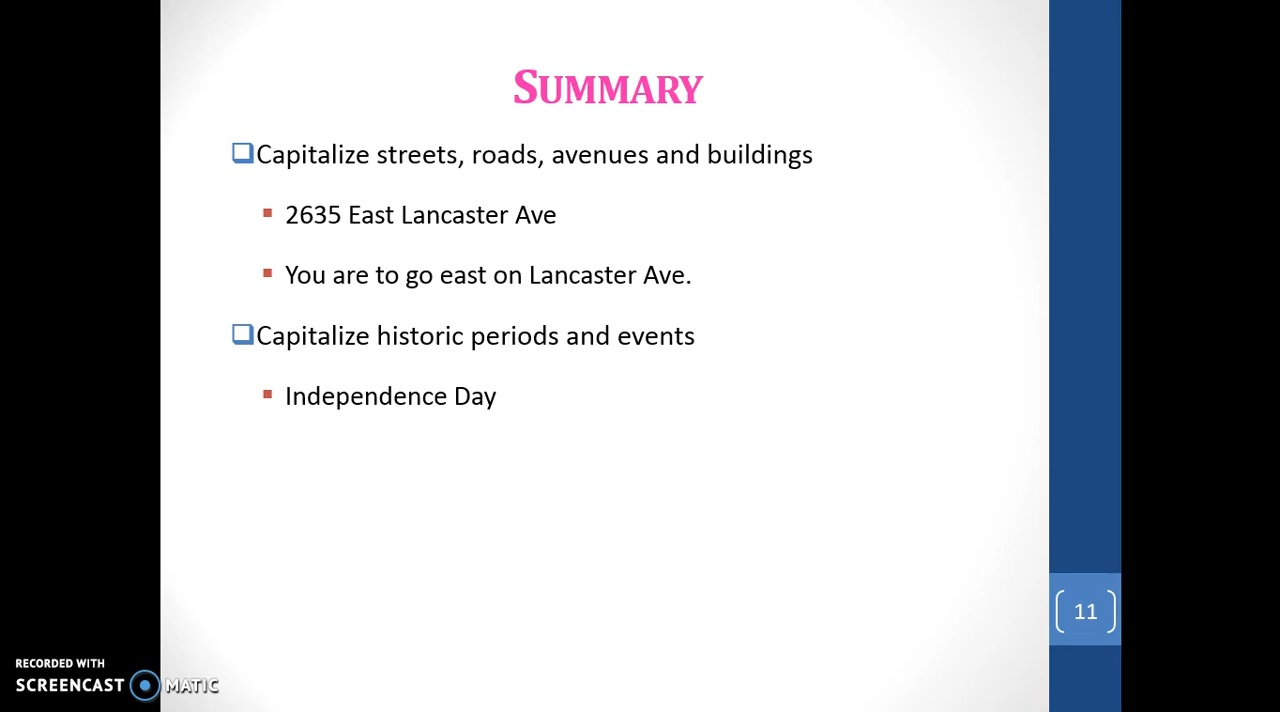 Summary
Capitalize streets, roads, avenues and buildings
2635 East Lancaster Ave
You are to go east on Lancaster Ave.
Capitalize historic periods and events
Independence Day
11
RECORDED WITH
SCREENCAST MATIC